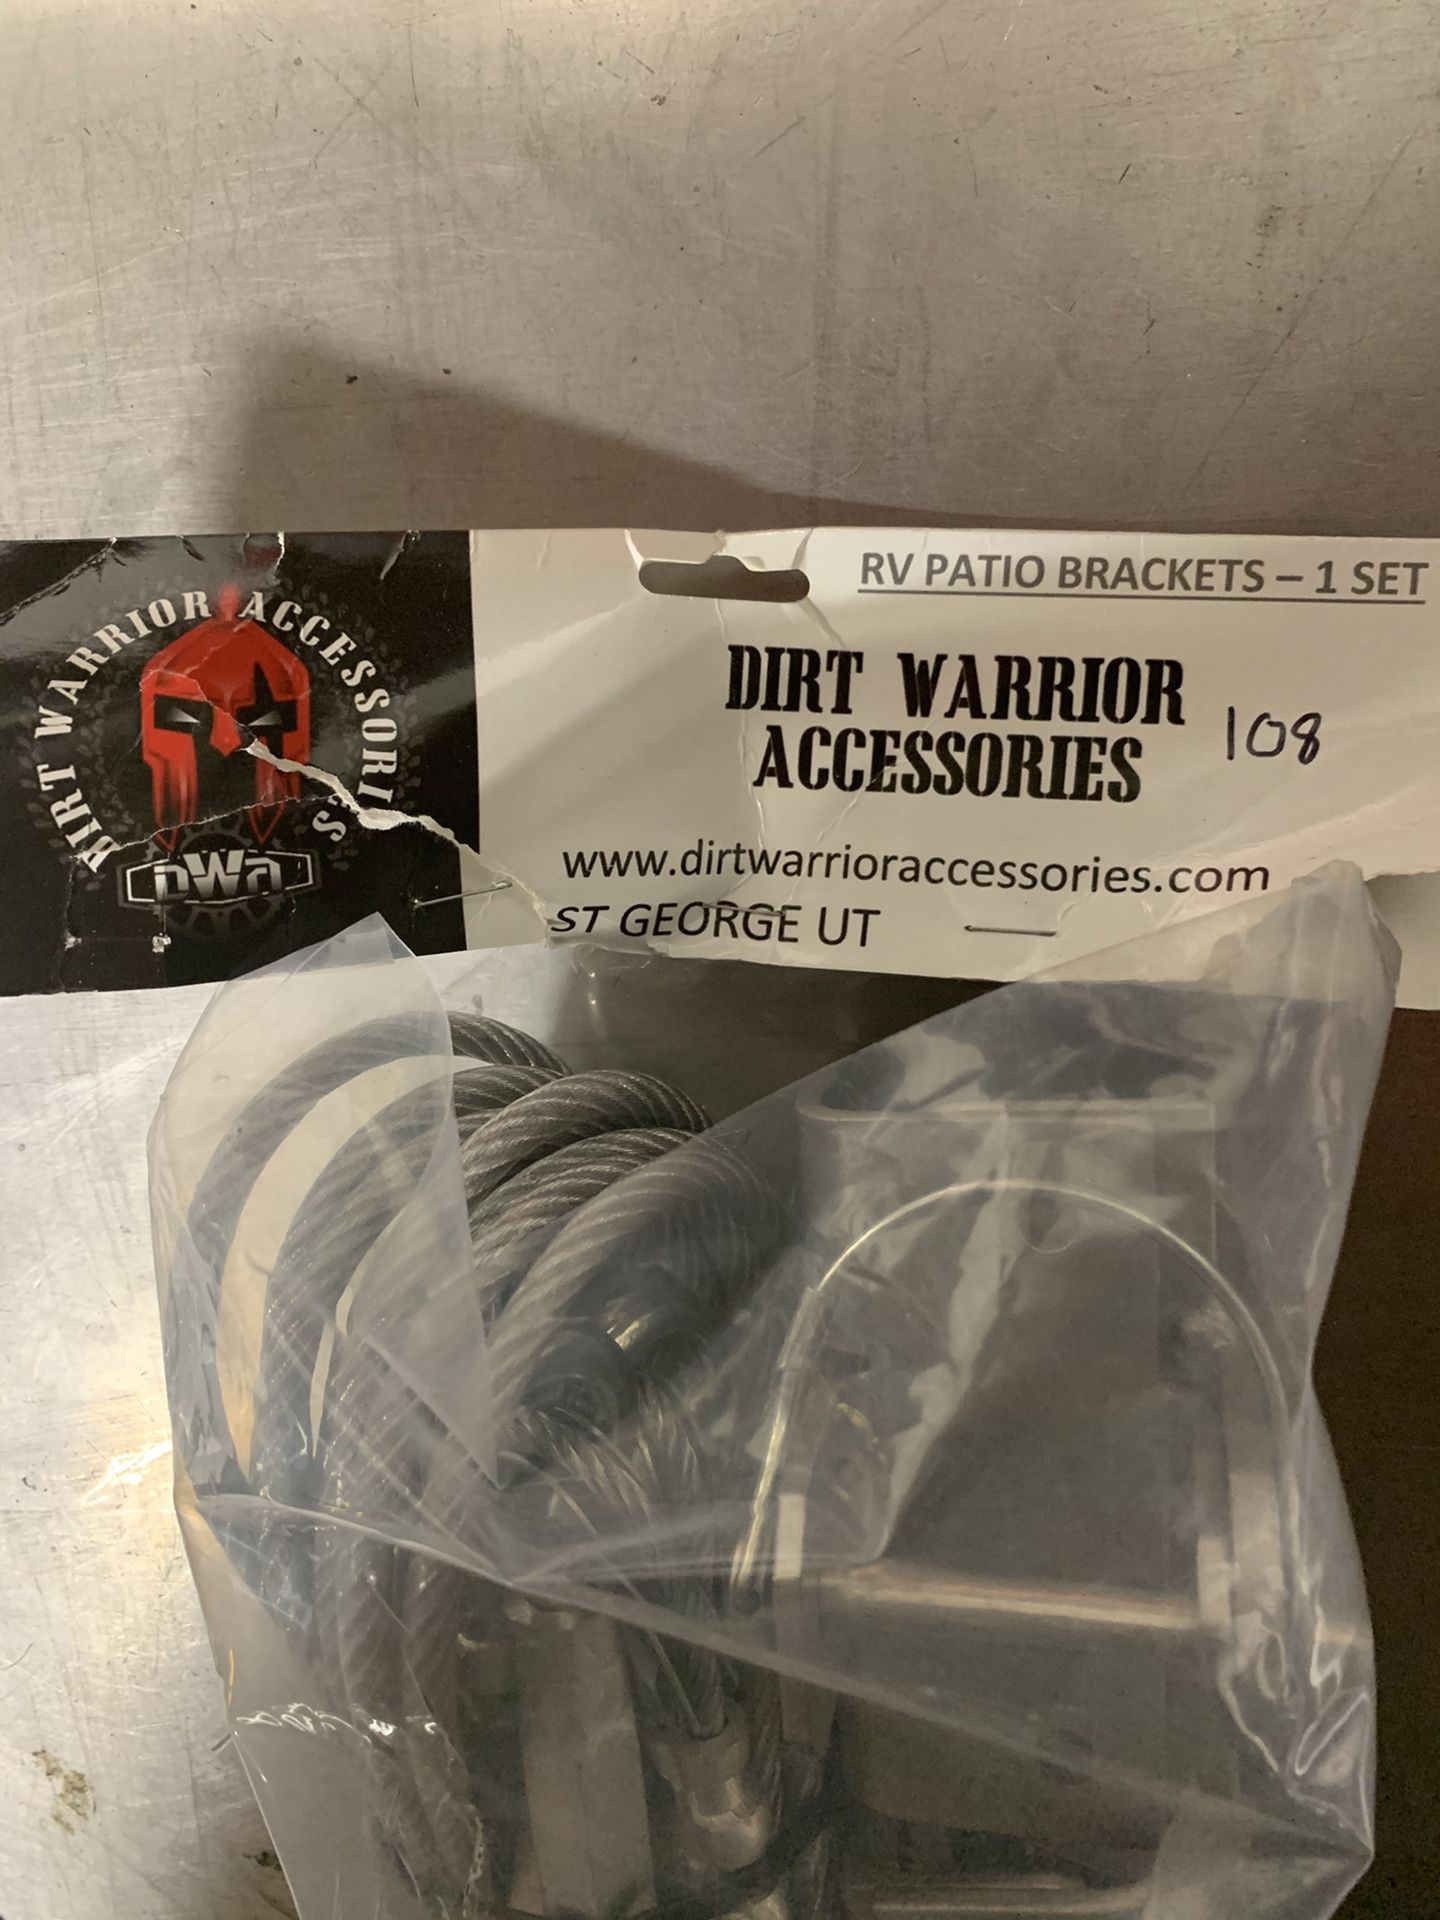 DIRT WARRIOR ACCESSORIES
DWA
RV PATIO BRACKETS – 1 SET
DIRT WARRIOR
ACCESSORIES
108
www.dirtwarrioraccessories.com
ST GEORGE UT